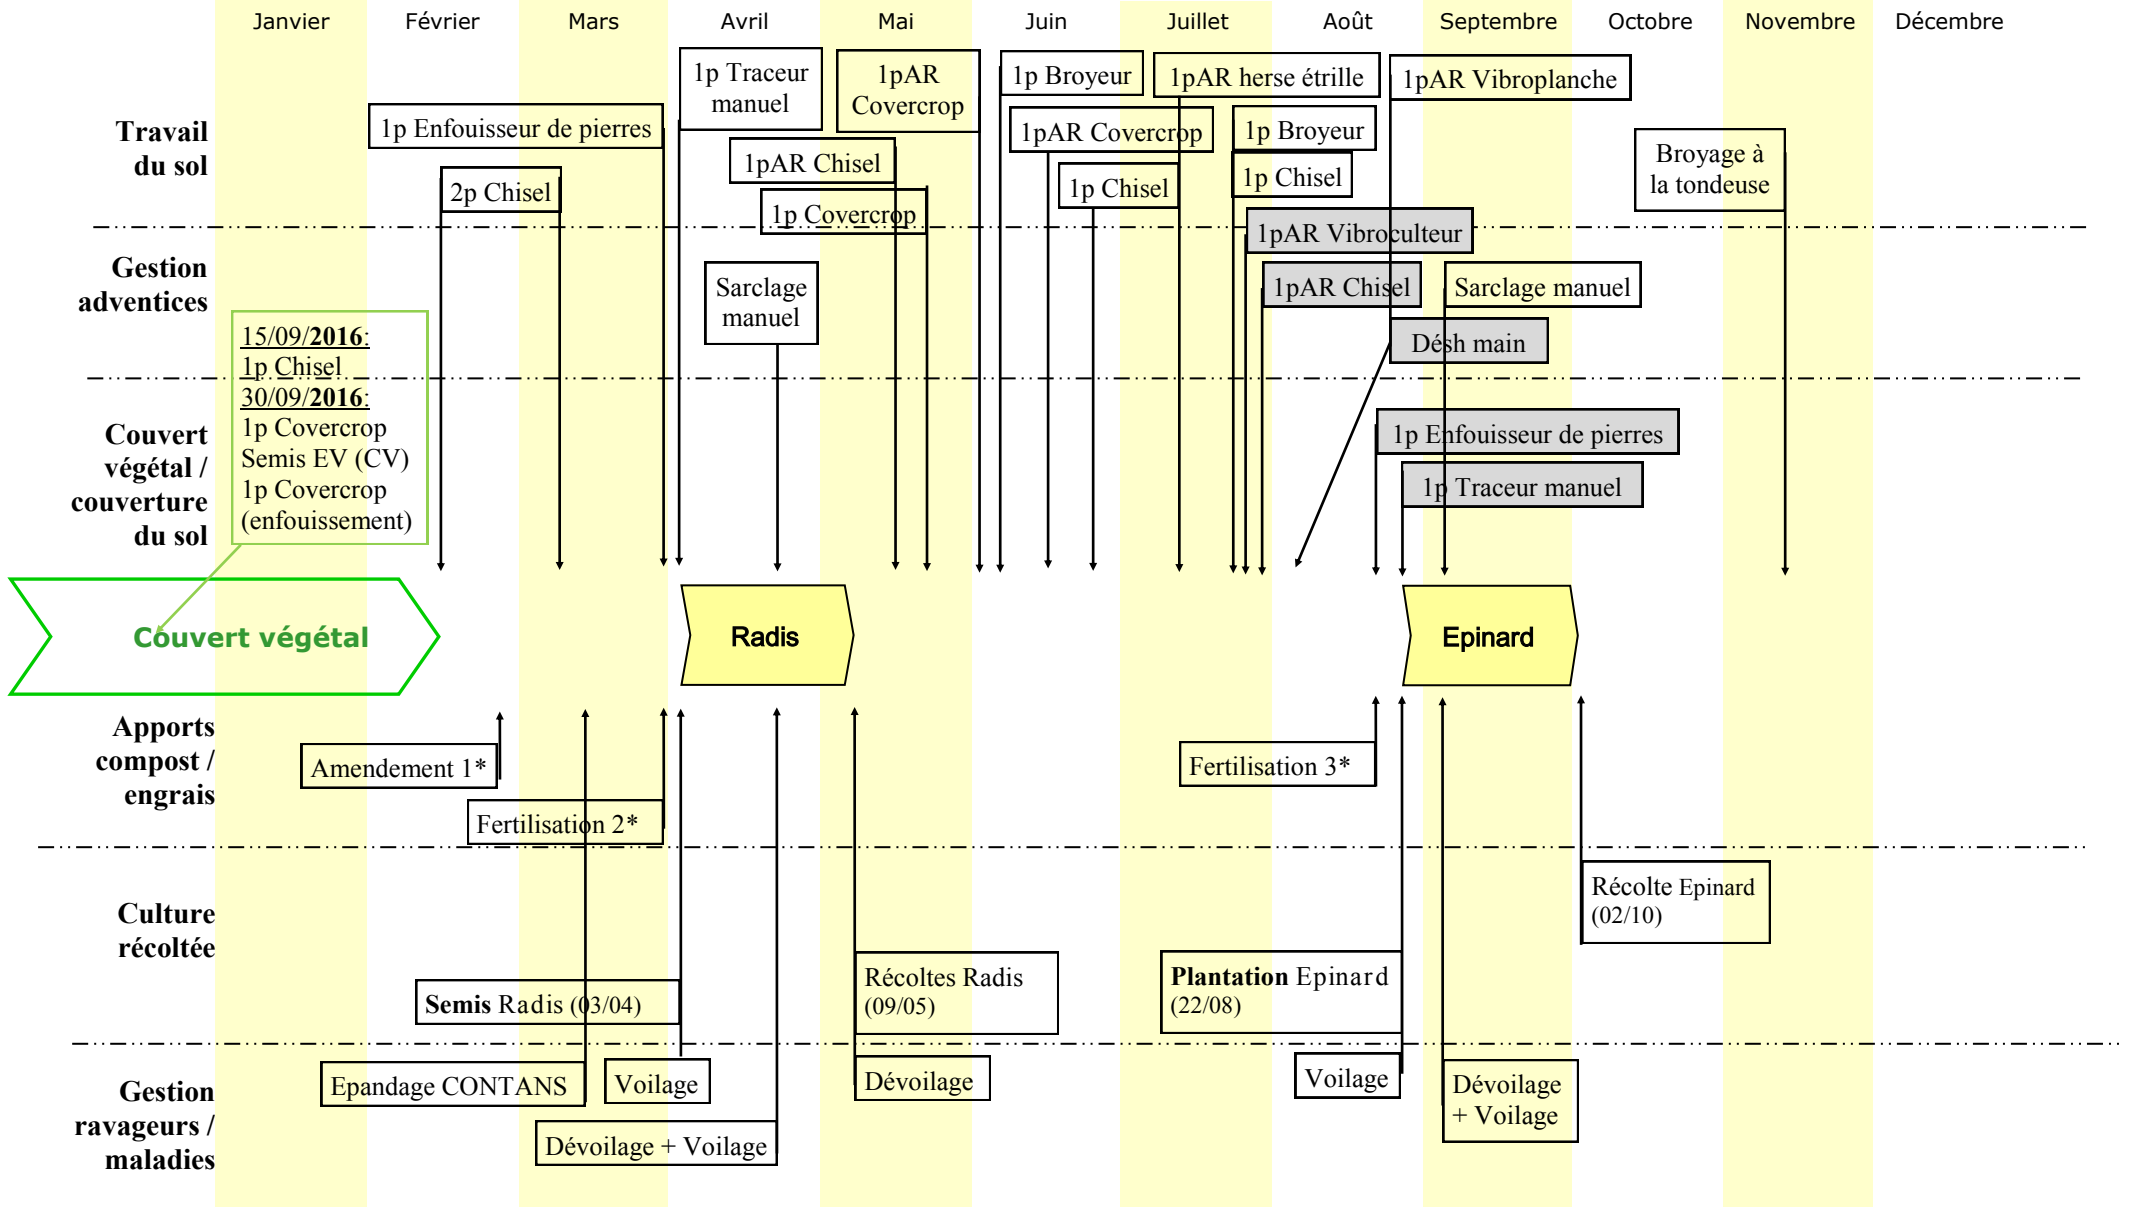 Janvier Février Mars Avril Mai Juin Juillet Août Septembre Octobre Novembre Décembre
Travail
du sol
1p Enfouisseur de pierres
2p Chisel
1p Traceur
manuel
1pAR Chisel
1p Covercrop
1pAR
Covercrop
1p Broyeur
1pAR Covercrop
1p Chisel
1pAR herse étrille
1p Broyeur
1p Chisel
1pAR Vibroplanche
Broyage à
la tondeuse
Gestion
adventices
Sarclage
manuel
1pAR Vibroculteur
1pAR Chisel
Sarclage manuel
Désh main
15/09/2016:
1p Chisel
30/09/2016:
1p Covercrop
Semis EV (CV)
1p Covercrop
(enfouissement)
Couvert
végétal /
couverture
du sol
1p Enfouisseur de pierres
1p Traceur manuel
Couvert végétal
Radis
Epinard
Apports
compost /
engrais
Amendement 1*
Fertilisation 2*
Fertilisation 3*
Culture
récoltée
Semis Radis (03/04)
Récoltes Radis
(09/05)
Plantation Epinard
(22/08)
Récolte Epinard
(02/10)
Gestion
ravageurs /
maladies
Epandage CONTANS
Voilage
Dévoilage + Voilage
Dévoilage
Voilage
Dévoilage
+ Voilage